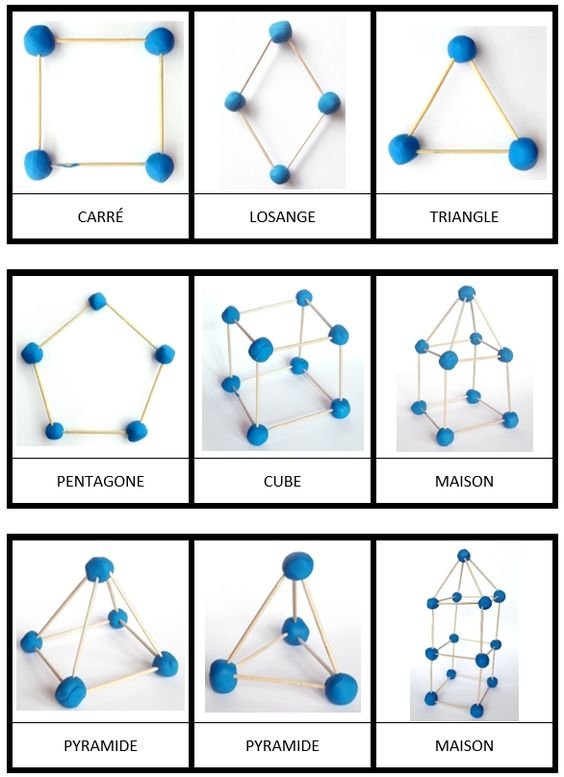 CARRÉ
LOSANGE
TRIANGLE
PENTAGONE
CUBE
MAISON
PYRAMIDE
PYRAMIDE
MAISON